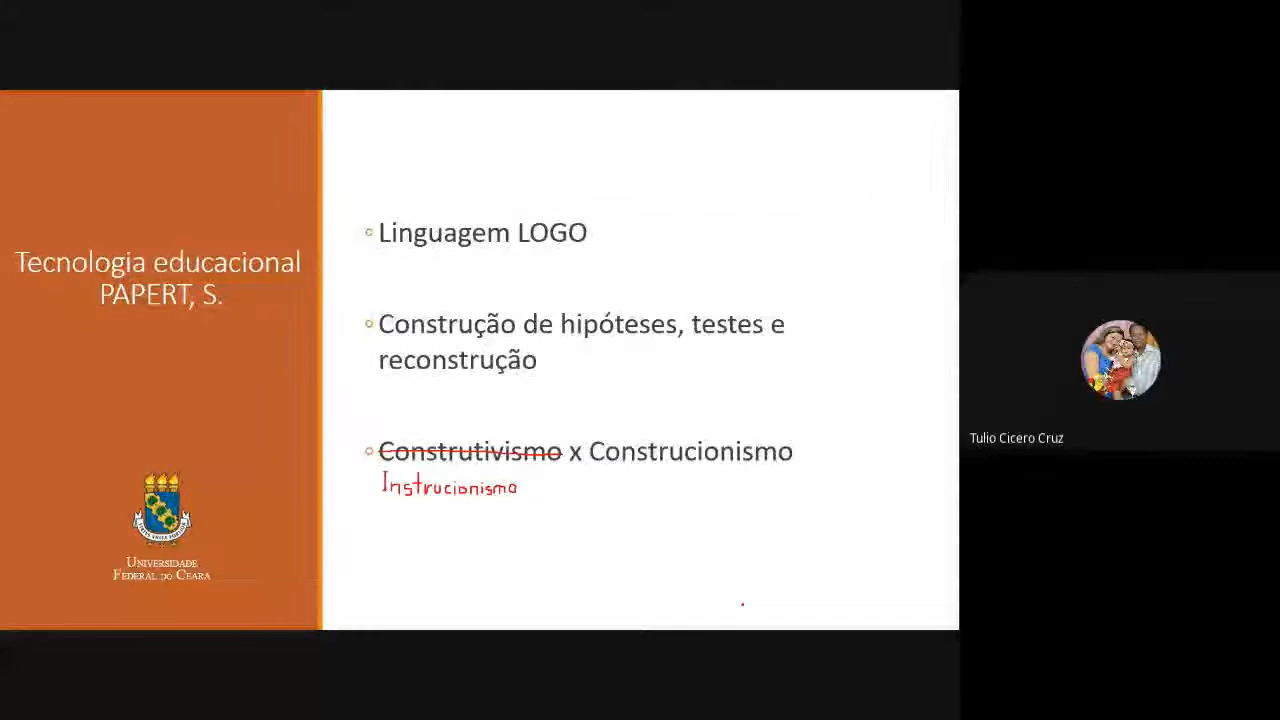 Tecnologia educacional
PAPERT, S.
UNIVERSIDADE
FEDERAL DO CEARÁ
Linguagem LOGO
Construção de hipóteses, testes e
reconstrução
Construtivismo x Construcionismo
Instrucionismo
Tulio Cicero Cruz